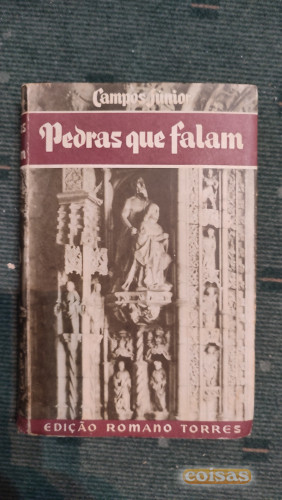 Campos Júnior
Pedras que falam
EDIÇÃO ROMANO TORRES
coisas